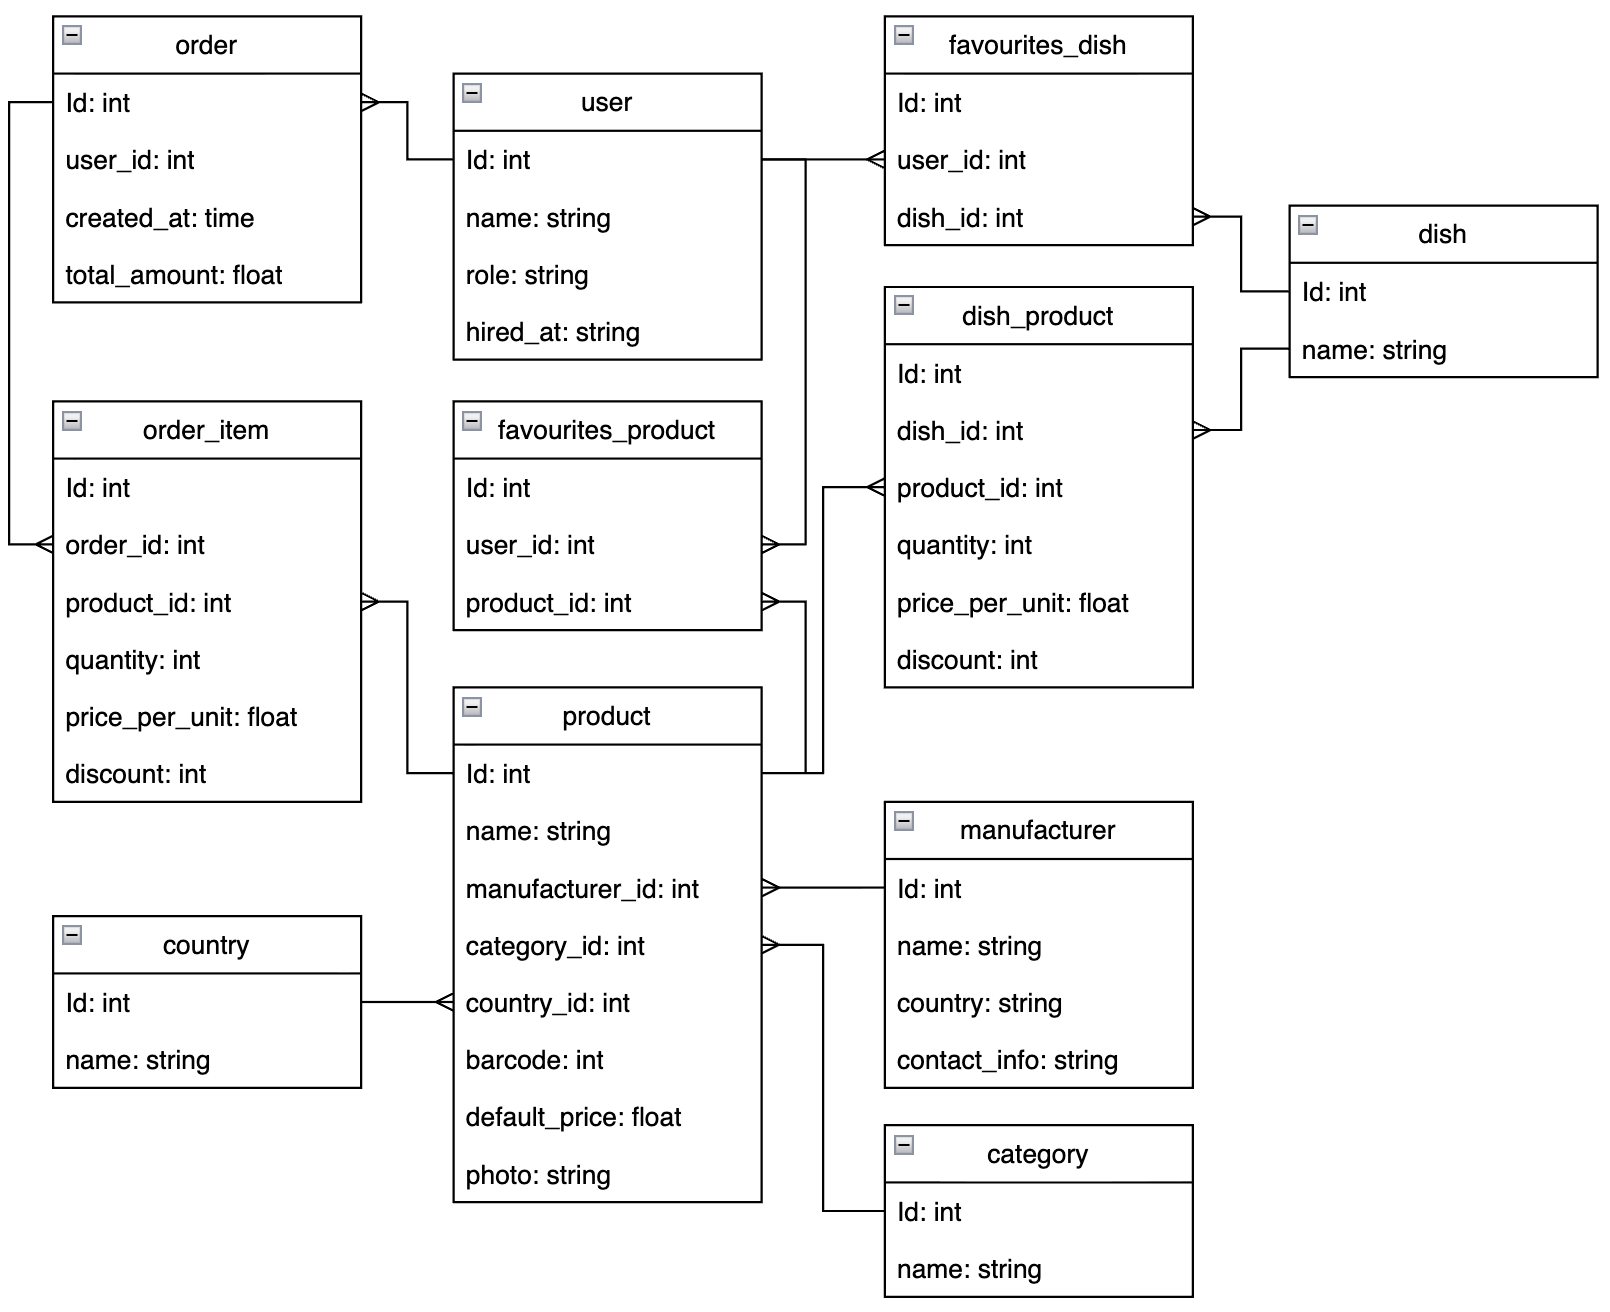 order
Id: int
user_id: int
created_at: time
total_amount: float
user
Id: int
name: string
role: string
hired_at: string
favourites_dish
Id: int
user_id: int
dish_id: int
dish
Id: int
name: string
dish_product
Id: int
dish_id: int
product_id: int
quantity: int
price_per_unit: float
discount: int
order_item
Id: int
order_id: int
product_id: int
quantity: int
price_per_unit: float
discount: int
favourites_product
Id: int
user_id: int
product_id: int
product
Id: int
name: string
manufacturer_id: int
category_id: int
country_id: int
barcode: int
default_price: float
photo: string
manufacturer
Id: int
name: string
country: string
contact_info: string
country
Id: int
name: string
category
Id: int
name: string